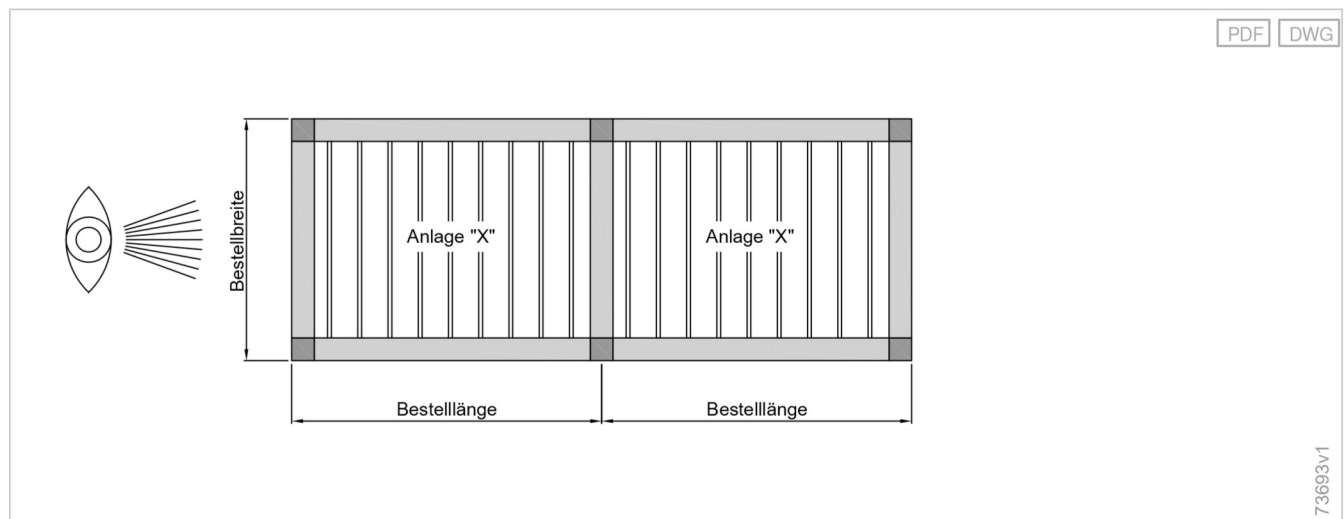 PDF DWG
Bestellbreite
Anlage "X" Anlage "X"
Bestelllänge Bestelllänge
73693v1